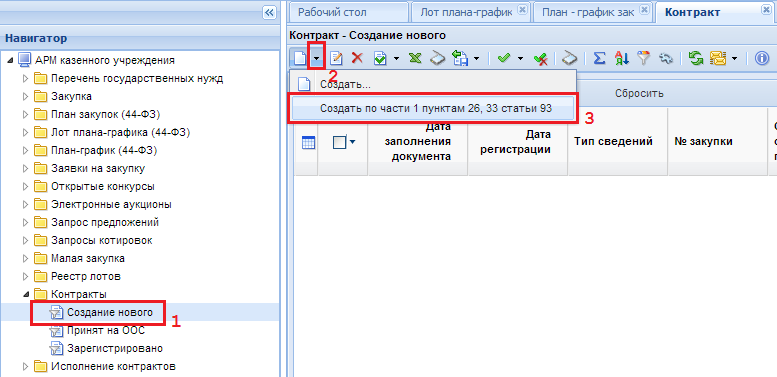 Навигатор
АРМ казенного учреждения
Перечень государственных нужд
Закупка
План закупок (44-ФЗ)
Лот плана-графика (44-ФЗ)
План-график (44-ФЗ)
Заявки на закупку
Открытые конкурсы
Электронные аукционы
Запрос предложений
Запросы котировок
Малая закупка
Реестр лотов
Контракты
Создание нового
1
Принят на ООС
Зарегистрировано
Исполнение контрактов
Рабочий стол
Лот плана-график
План - график зак
Контракт
Контракт - Создание нового
2
Создать...
Сбросить
Создать по части 1 пунктам 26, 33 статьи 93
3
Дата заполнения документа
Дата регистрации
Тип сведений
№ закупки